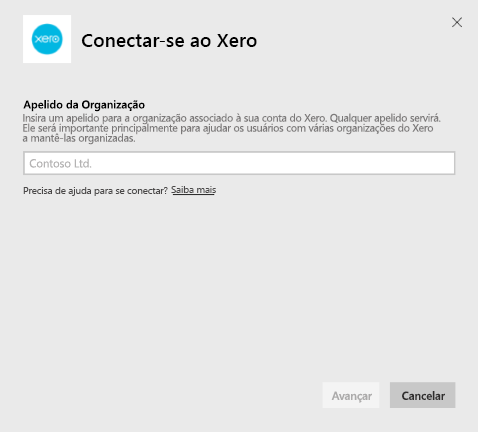 xero
Conectar-se ao Xero
Apelido da Organização
Insira um apelido para a organização associado à sua conta do Xero. Qualquer apelido servirá.
Ele será importante principalmente para ajudar os usuários com várias organizações do Xero
a mantê-las organizadas.
Contoso Ltd.
Precisa de ajuda para se conectar? Saiba mais
Avançar Cancelar